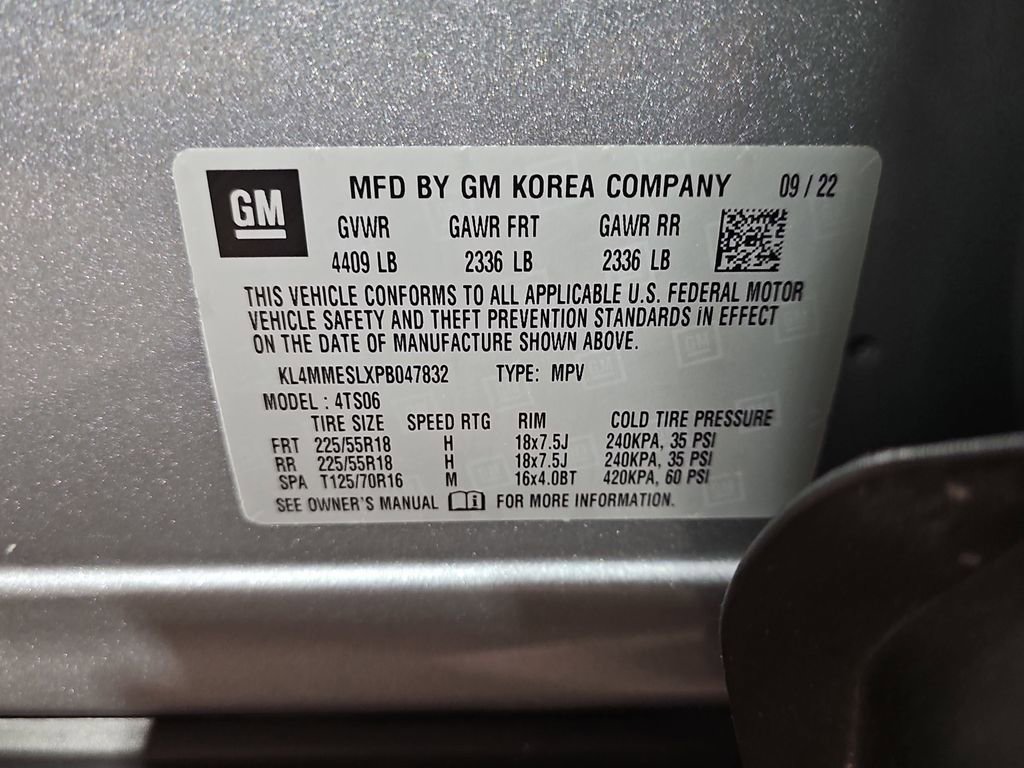 GM
MFD BY GM KOREA COMPANY 09 / 22
GVWR GAWR FRT GAWR RR
4409 LB 2336 LB 2336 LB
THIS VEHICLE CONFORMS TO ALL APPLICABLE U.S. FEDERAL MOTOR
VEHICLE SAFETY AND THEFT PREVENTION STANDARDS IN EFFECT
ON THE DATE OF MANUFACTURE SHOWN ABOVE.
KL4MMESLXPB047832 TYPE: MPV
MODEL : 4TS06
TIRE SIZE SPEED RTG RIM COLD TIRE PRESSURE
FRT 225/55R18 H 18x7.5J 240KPA, 35 PSI
RR 225/55R18 H 18x7.5J 240KPA, 35 PSI
SPA T125/70R16 M 16x4.0BT 420KPA, 60 PSI
SEE OWNER'S MANUAL FOR MORE INFORMATION.